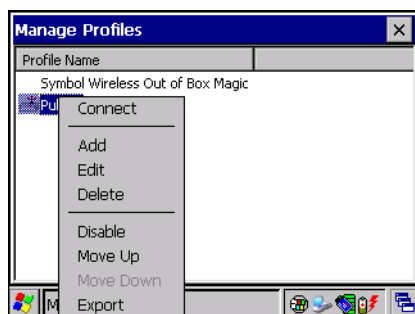 Manage Profiles
Profile Name
Symbol Wireless Out of Box Magic
Connect
Add
Edit
Delete
Disable
Move Up
Move Down
Export